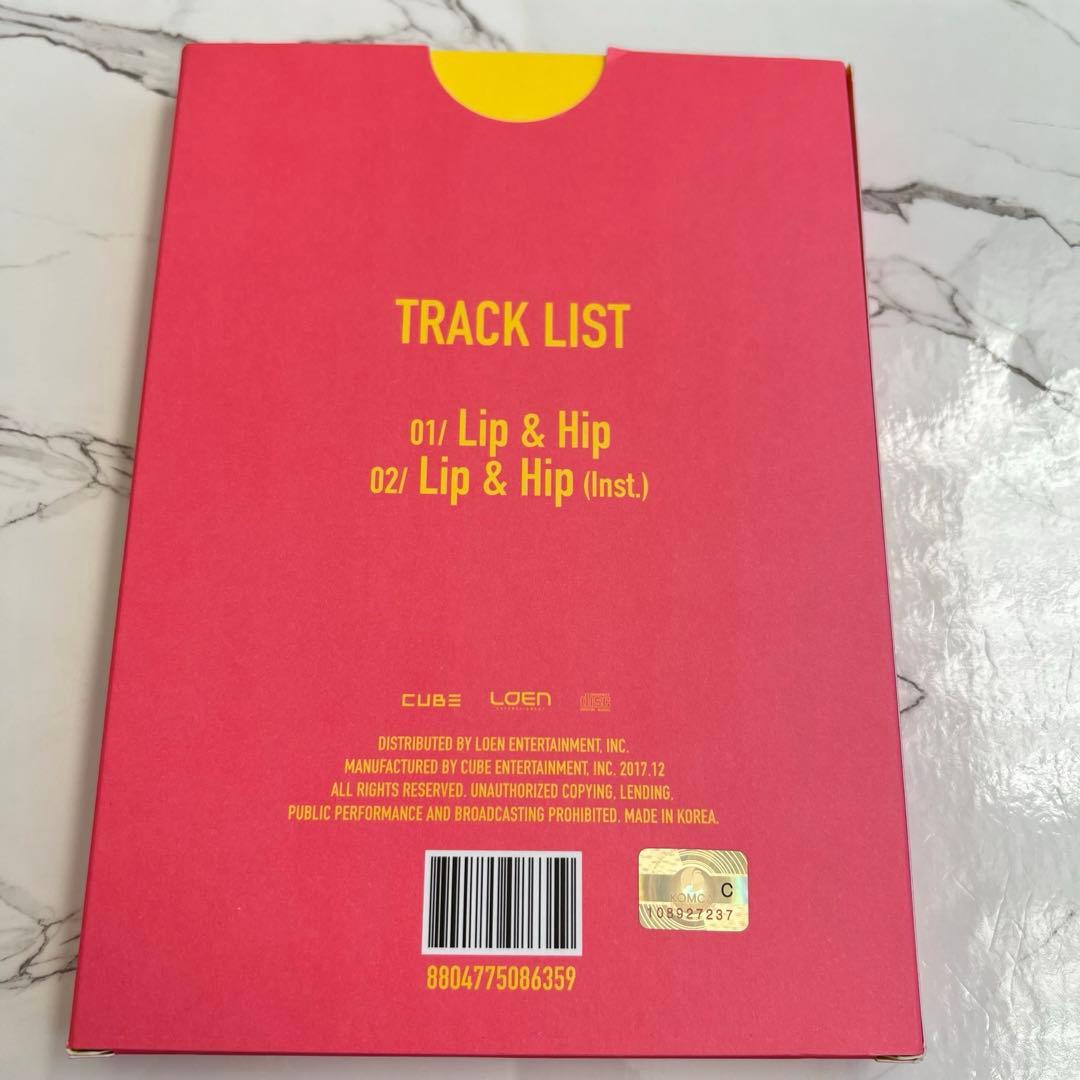 TRACK LIST
01/ Lip & Hip
02/ Lip & Hip (Inst.)
CUBE LOEN disc
DISTRIBUTED BY LOEN ENTERTAINMENT, INC.
MANUFACTURED BY CUBE ENTERTAINMENT, INC. 2017.12
ALL RIGHTS RESERVED. UNAUTHORIZED COPYING, LENDING,
PUBLIC PERFORMANCE AND BROADCASTING PROHIBITED. MADE IN KOREA.
KOMCA C
108927237
8804775086359